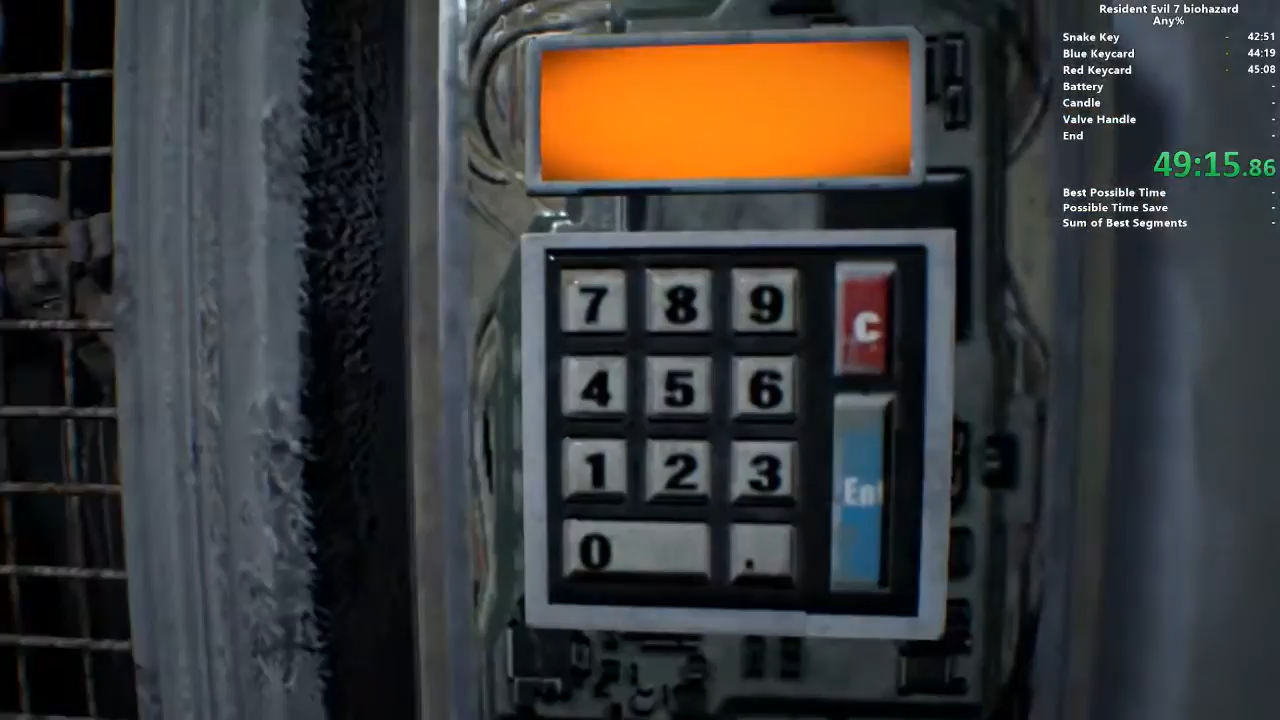 Resident Evil 7 biohazard
Any%
Snake Key - 42:51
Blue Keycard - 44:19
Red Keycard - 45:08
Battery -
Candle -
Valve Handle -
End -
49:15.86
Best Possible Time -
Possible Time Save -
Sum of Best Segments -
7 8 9 C
4 5 6
1 2 3 Ent
0 .